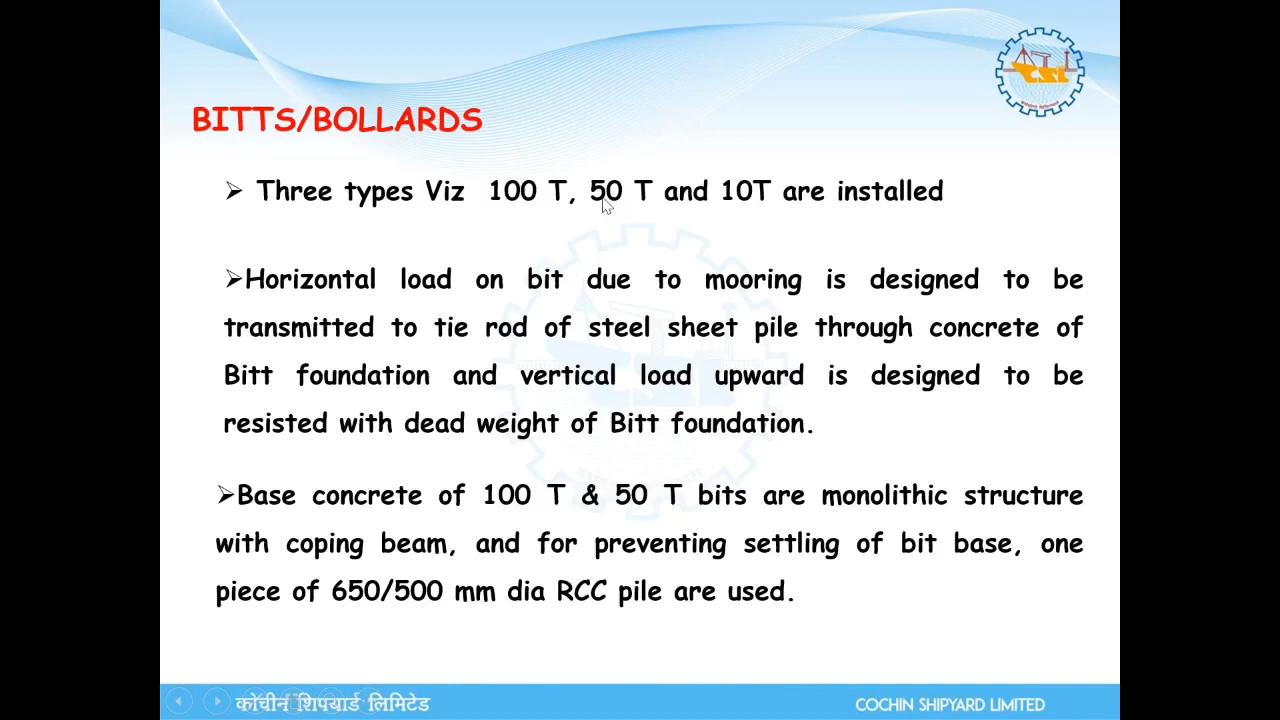 BITTS/BOLLARDS
➢ Three types Viz 100 T, 50 T and 10T are installed
➢Horizontal load on bit due to mooring is designed to be
transmitted to tie rod of steel sheet pile through concrete of
Bitt foundation and vertical load upward is designed to be
resisted with dead weight of Bitt foundation.
➢Base concrete of 100 T & 50 T bits are monolithic structure
with coping beam, and for preventing settling of bit base, one
piece of 650/500 mm dia RCC pile are used.
कोचीन शिपयार्ड लिमिटेड
COCHIN SHIPYARD LIMITED